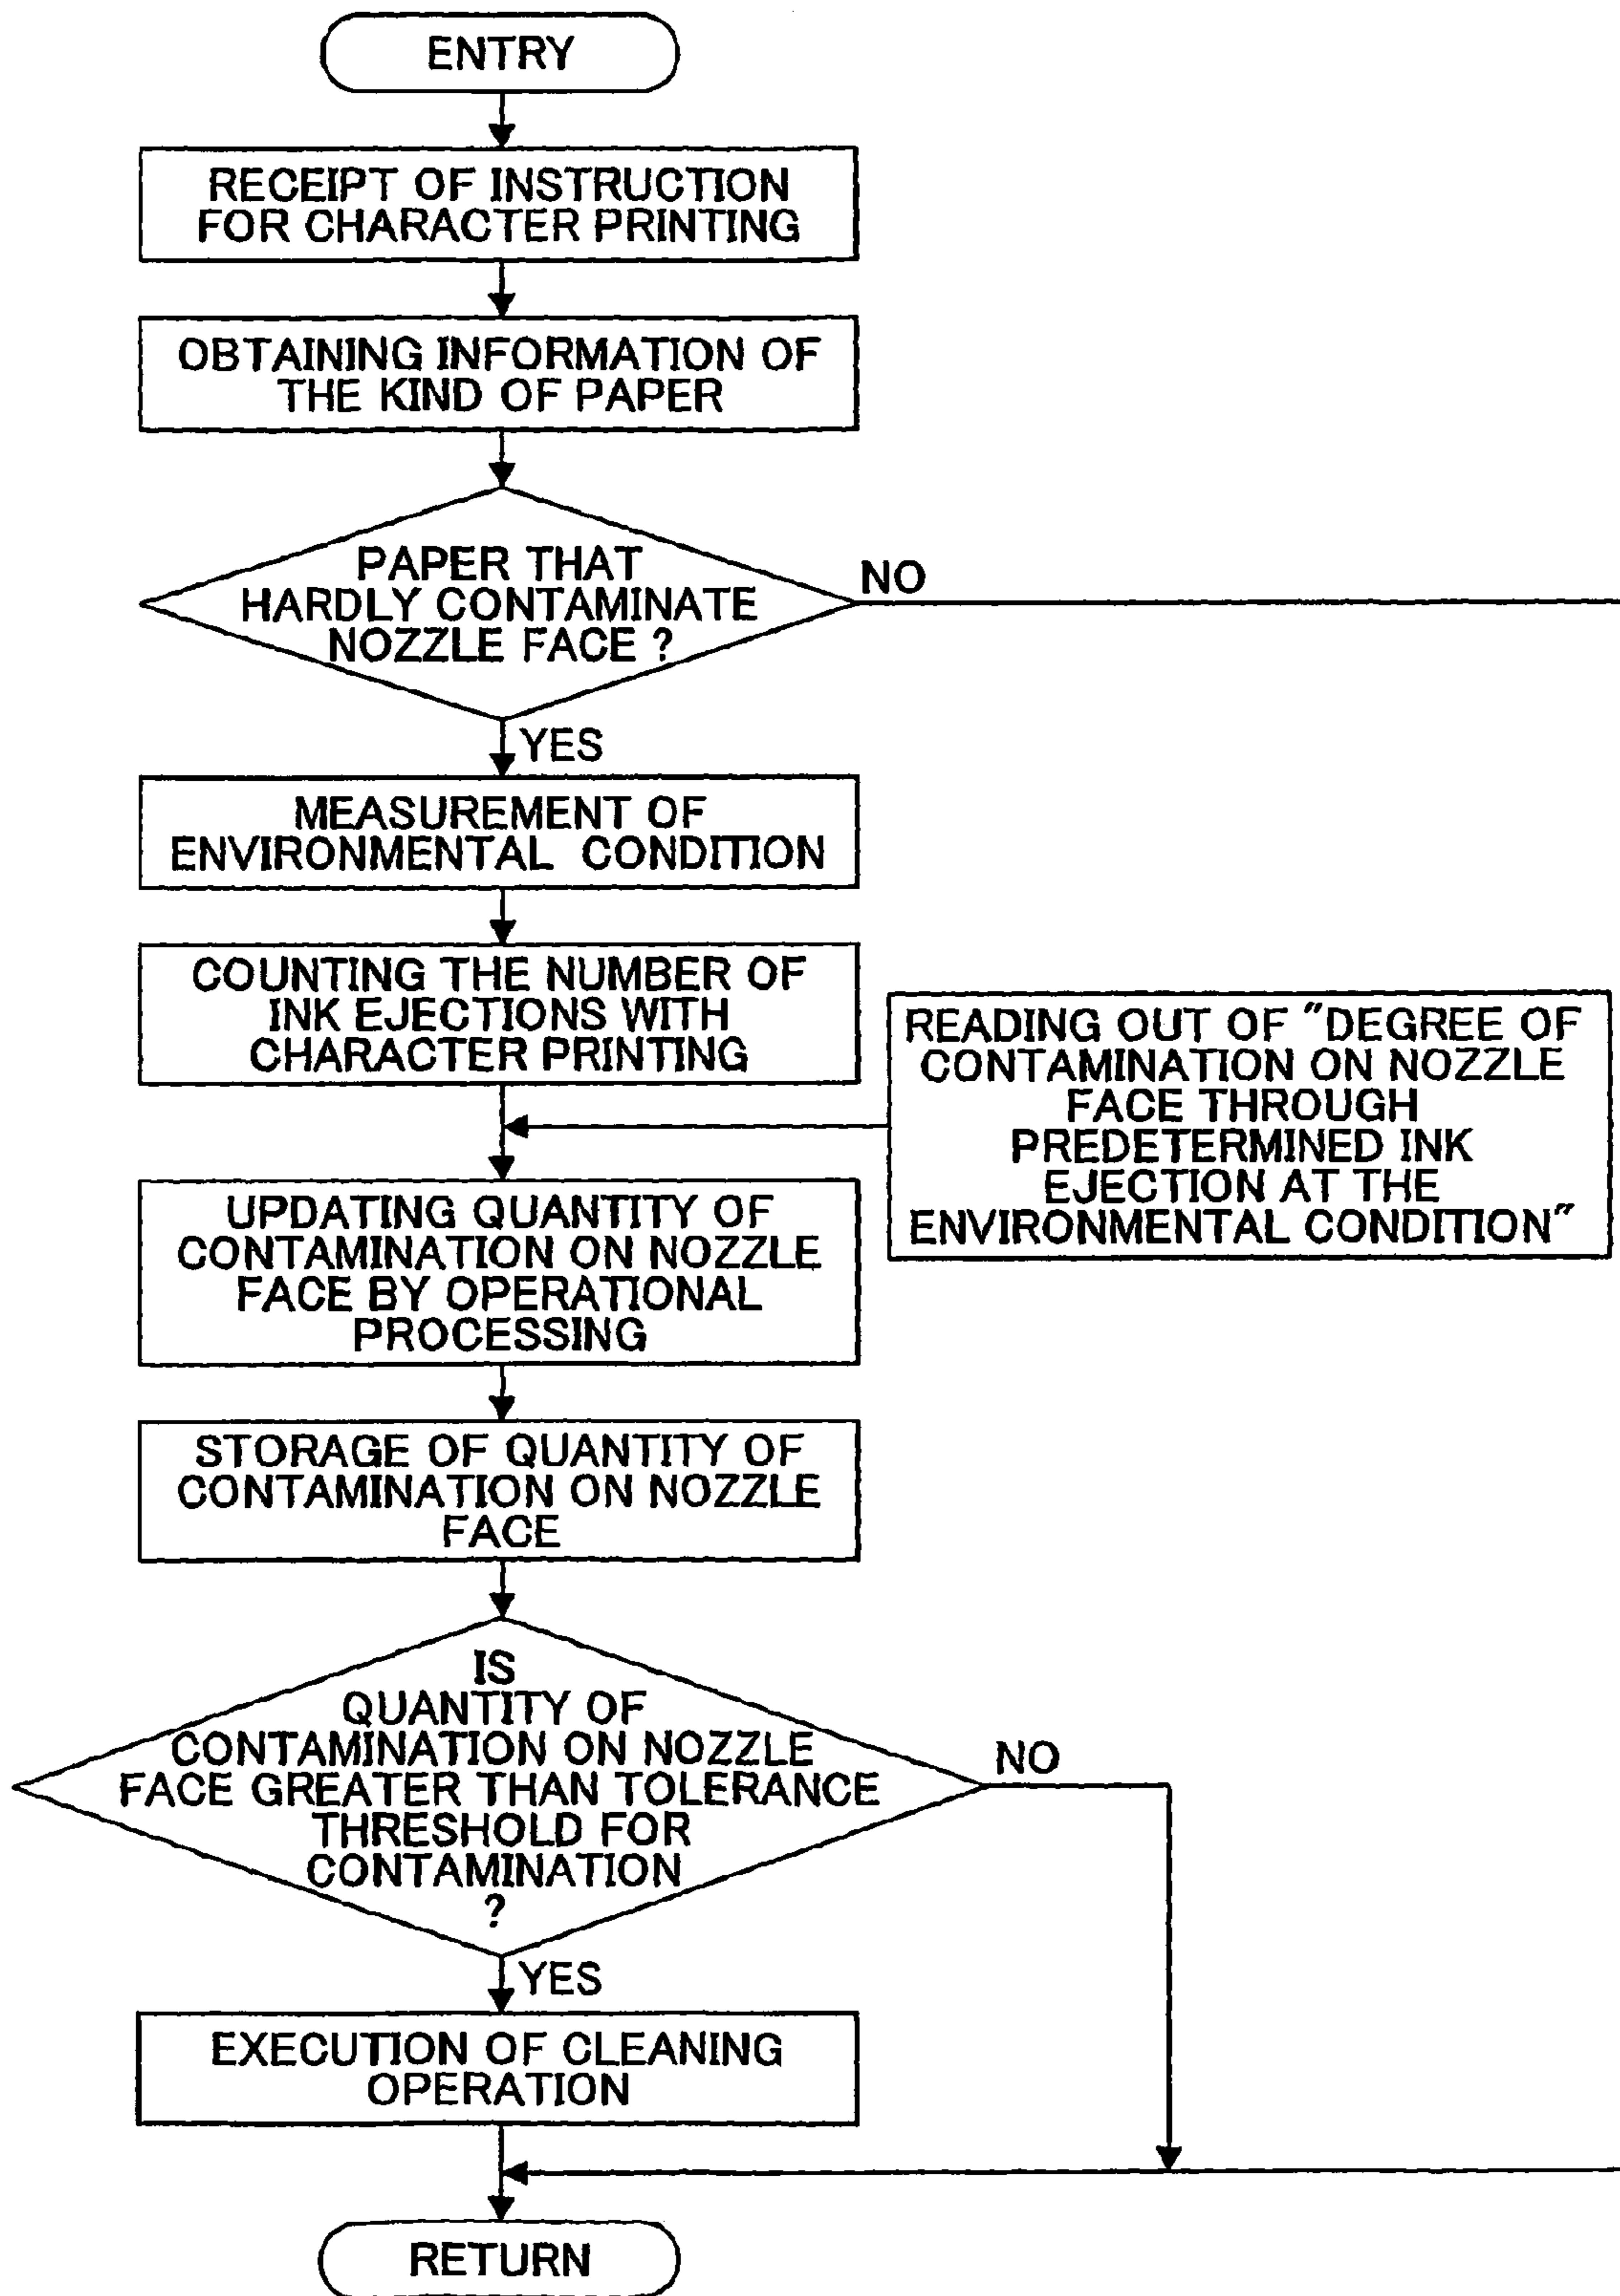 ENTRY
RECEIPT OF INSTRUCTION
FOR CHARACTER PRINTING
OBTAINING INFORMATION OF
THE KIND OF PAPER
PAPER THAT
HARDLY CONTAMINATE
NOZZLE FACE ?
NO
YES
MEASUREMENT OF
ENVIRONMENTAL CONDITION
COUNTING THE NUMBER OF
INK EJECTIONS WITH
CHARACTER PRINTING
READING OUT OF "DEGREE OF
CONTAMINATION ON NOZZLE
FACE THROUGH
PREDETERMINED INK
EJECTION AT THE
ENVIRONMENTAL CONDITION"
UPDATING QUANTITY OF
CONTAMINATION ON NOZZLE
FACE BY OPERATIONAL
PROCESSING
STORAGE OF QUANTITY OF
CONTAMINATION ON NOZZLE
FACE
IS
QUANTITY OF
CONTAMINATION ON NOZZLE
FACE GREATER THAN TOLERANCE
THRESHOLD FOR
CONTAMINATION
?
NO
YES
EXECUTION OF CLEANING
OPERATION
RETURN